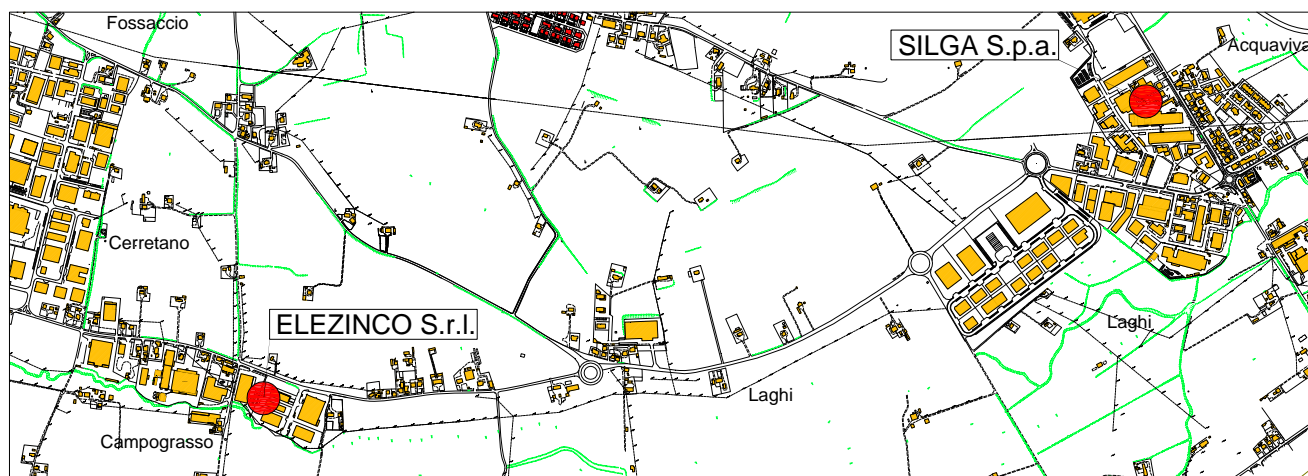 Fossaccio
SILGA S.p.a.
Acquaviva
Cerretano
ELEZINCO S.r.l.
Laghi
Laghi
Campograsso